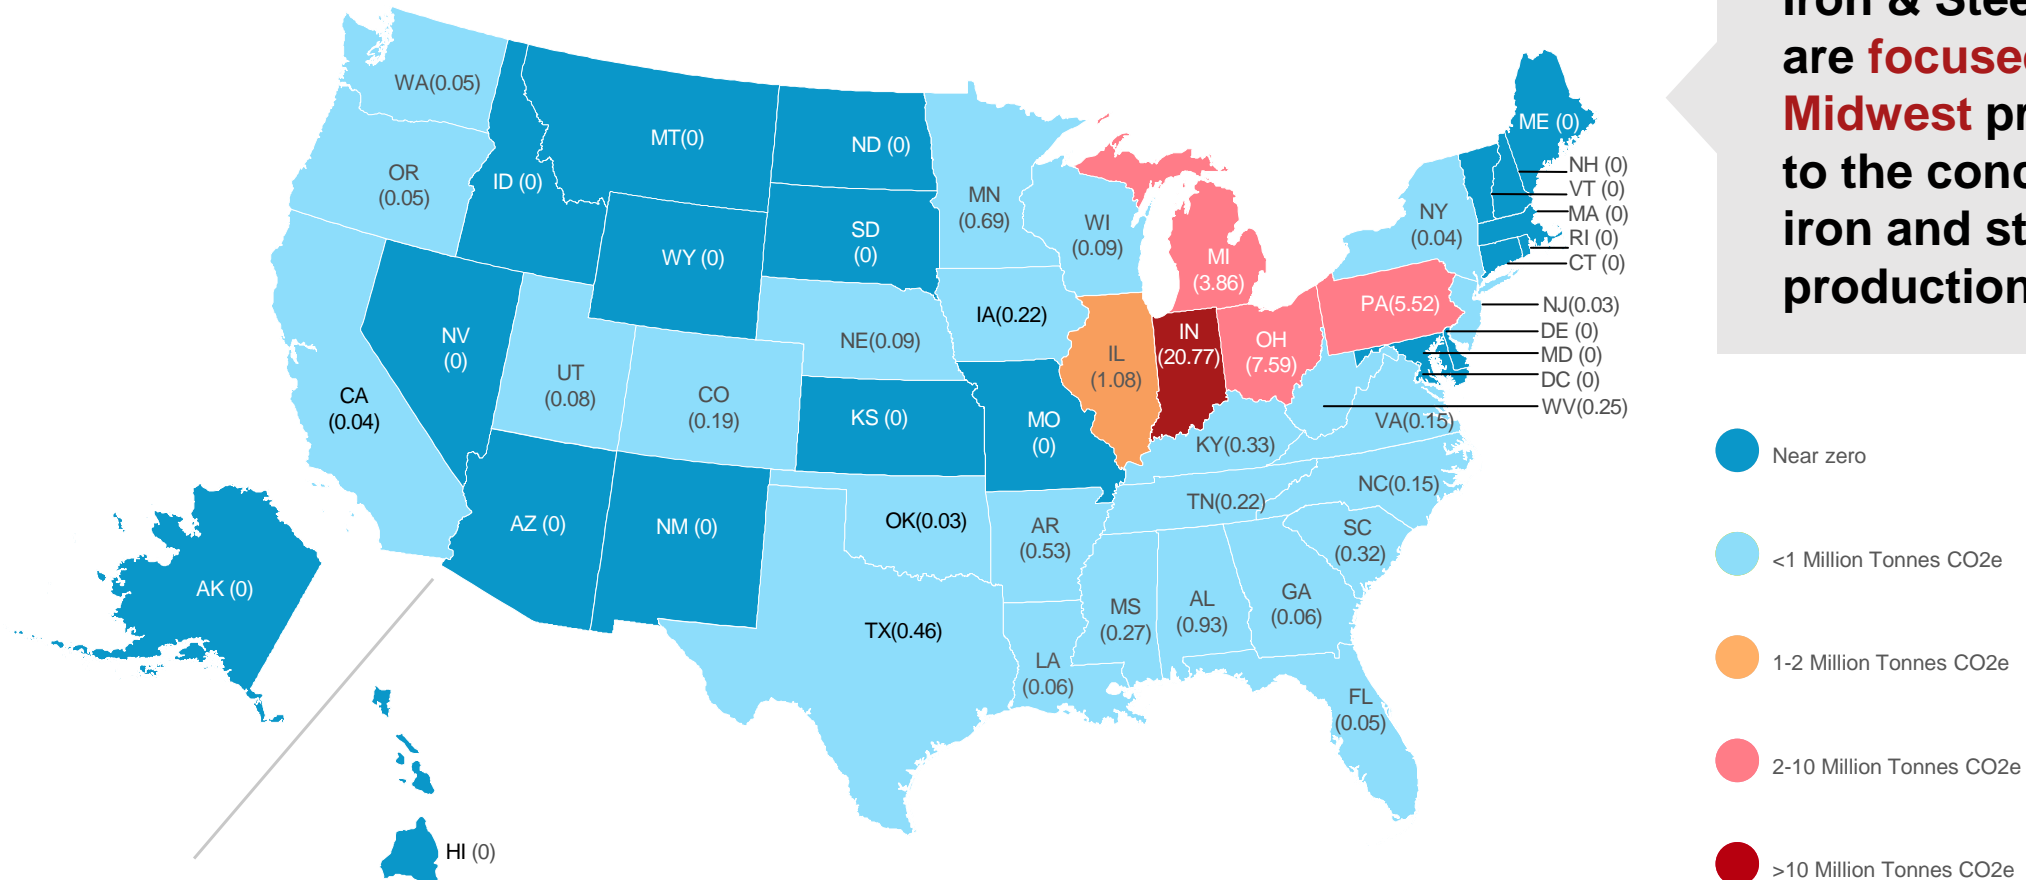 Iron & Stee
are focused
Midwest pr
to the conc
iron and st
production
WA(0.05)
MT(0)
ND (0)
ME (0)
OR
(0.05)
ID (0)
MN
(0.69)
WI
(0.09)
NY
(0.04)
NH (0)
VT (0)
MA (0)
RI (0)
CT (0)
SD
(0)
WY (0)
MI
(3.86)
NJ(0.03)
DE (0)
MD (0)
DC (0)
WV(0.25)
PA(5.52)
IA(0.22)
NV
(0)
NE(0.09)
IL
(1.08)
IN
(20.77)
OH
(7.59)
UT
(0.08)
CO
(0.19)
CA
(0.04)
KS (0)
MO
(0)
VA(0.15)
KY(0.33)
NC(0.15)
TN(0.22)
AZ (0)
NM (0)
OK(0.03)
AR
(0.53)
SC
(0.32)
AK (0)
TX(0.46)
MS
(0.27)
AL
(0.93)
GA
(0.06)
LA
(0.06)
FL
(0.05)
HI (0)
Near zero
<1 Million Tonnes CO2e
1-2 Million Tonnes CO2e
2-10 Million Tonnes CO2e
>10 Million Tonnes CO2e